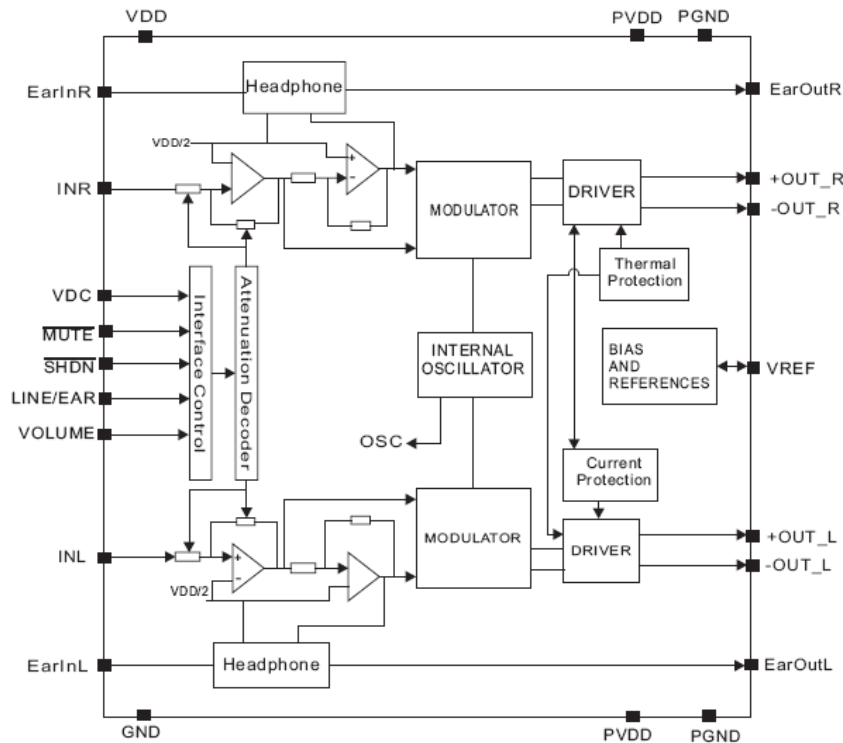 VDD
PVDD
PGND
EarInR
Headphone
EarOutR
VDD/2
+
-
INR
MODULATOR
DRIVER
+OUT_R
-OUT_R
Thermal
Protection
VDC
MUTE
SHDN
LINE/EAR
VOLUME
Interface Control
Attenuation Decoder
INTERNAL
OSCILLATOR
OSC
BIAS
AND
REFERENCES
VREF
Current
Protection
INL
+
-
VDD/2
MODULATOR
DRIVER
+OUT_L
-OUT_L
EarInL
Headphone
EarOutL
GND
PVDD
PGND